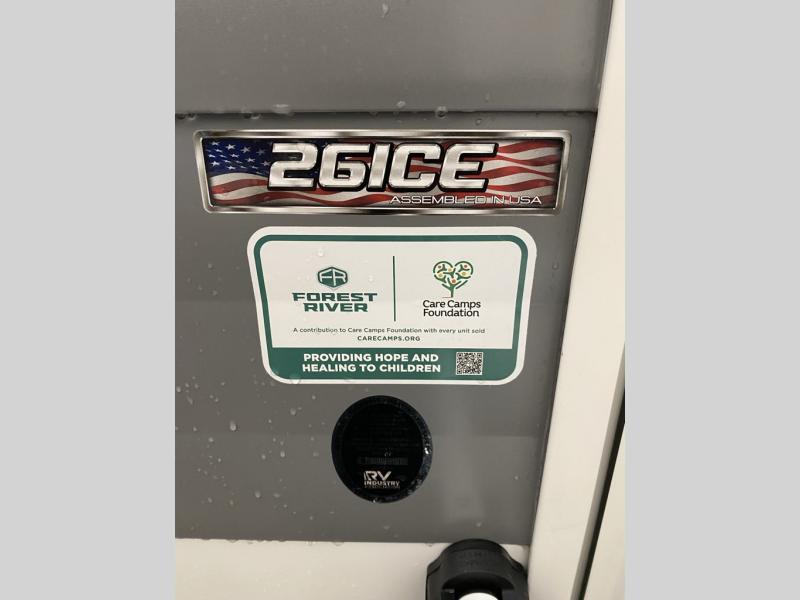 26ICE
ASSEMBLED IN USA
FR
FOREST
RIVER
Care Camps
Foundation
A contribution to Care Camps Foundation with every unit sold
CARECAMPS.ORG
PROVIDING HOPE AND
HEALING TO CHILDREN
RV
INDUSTRY